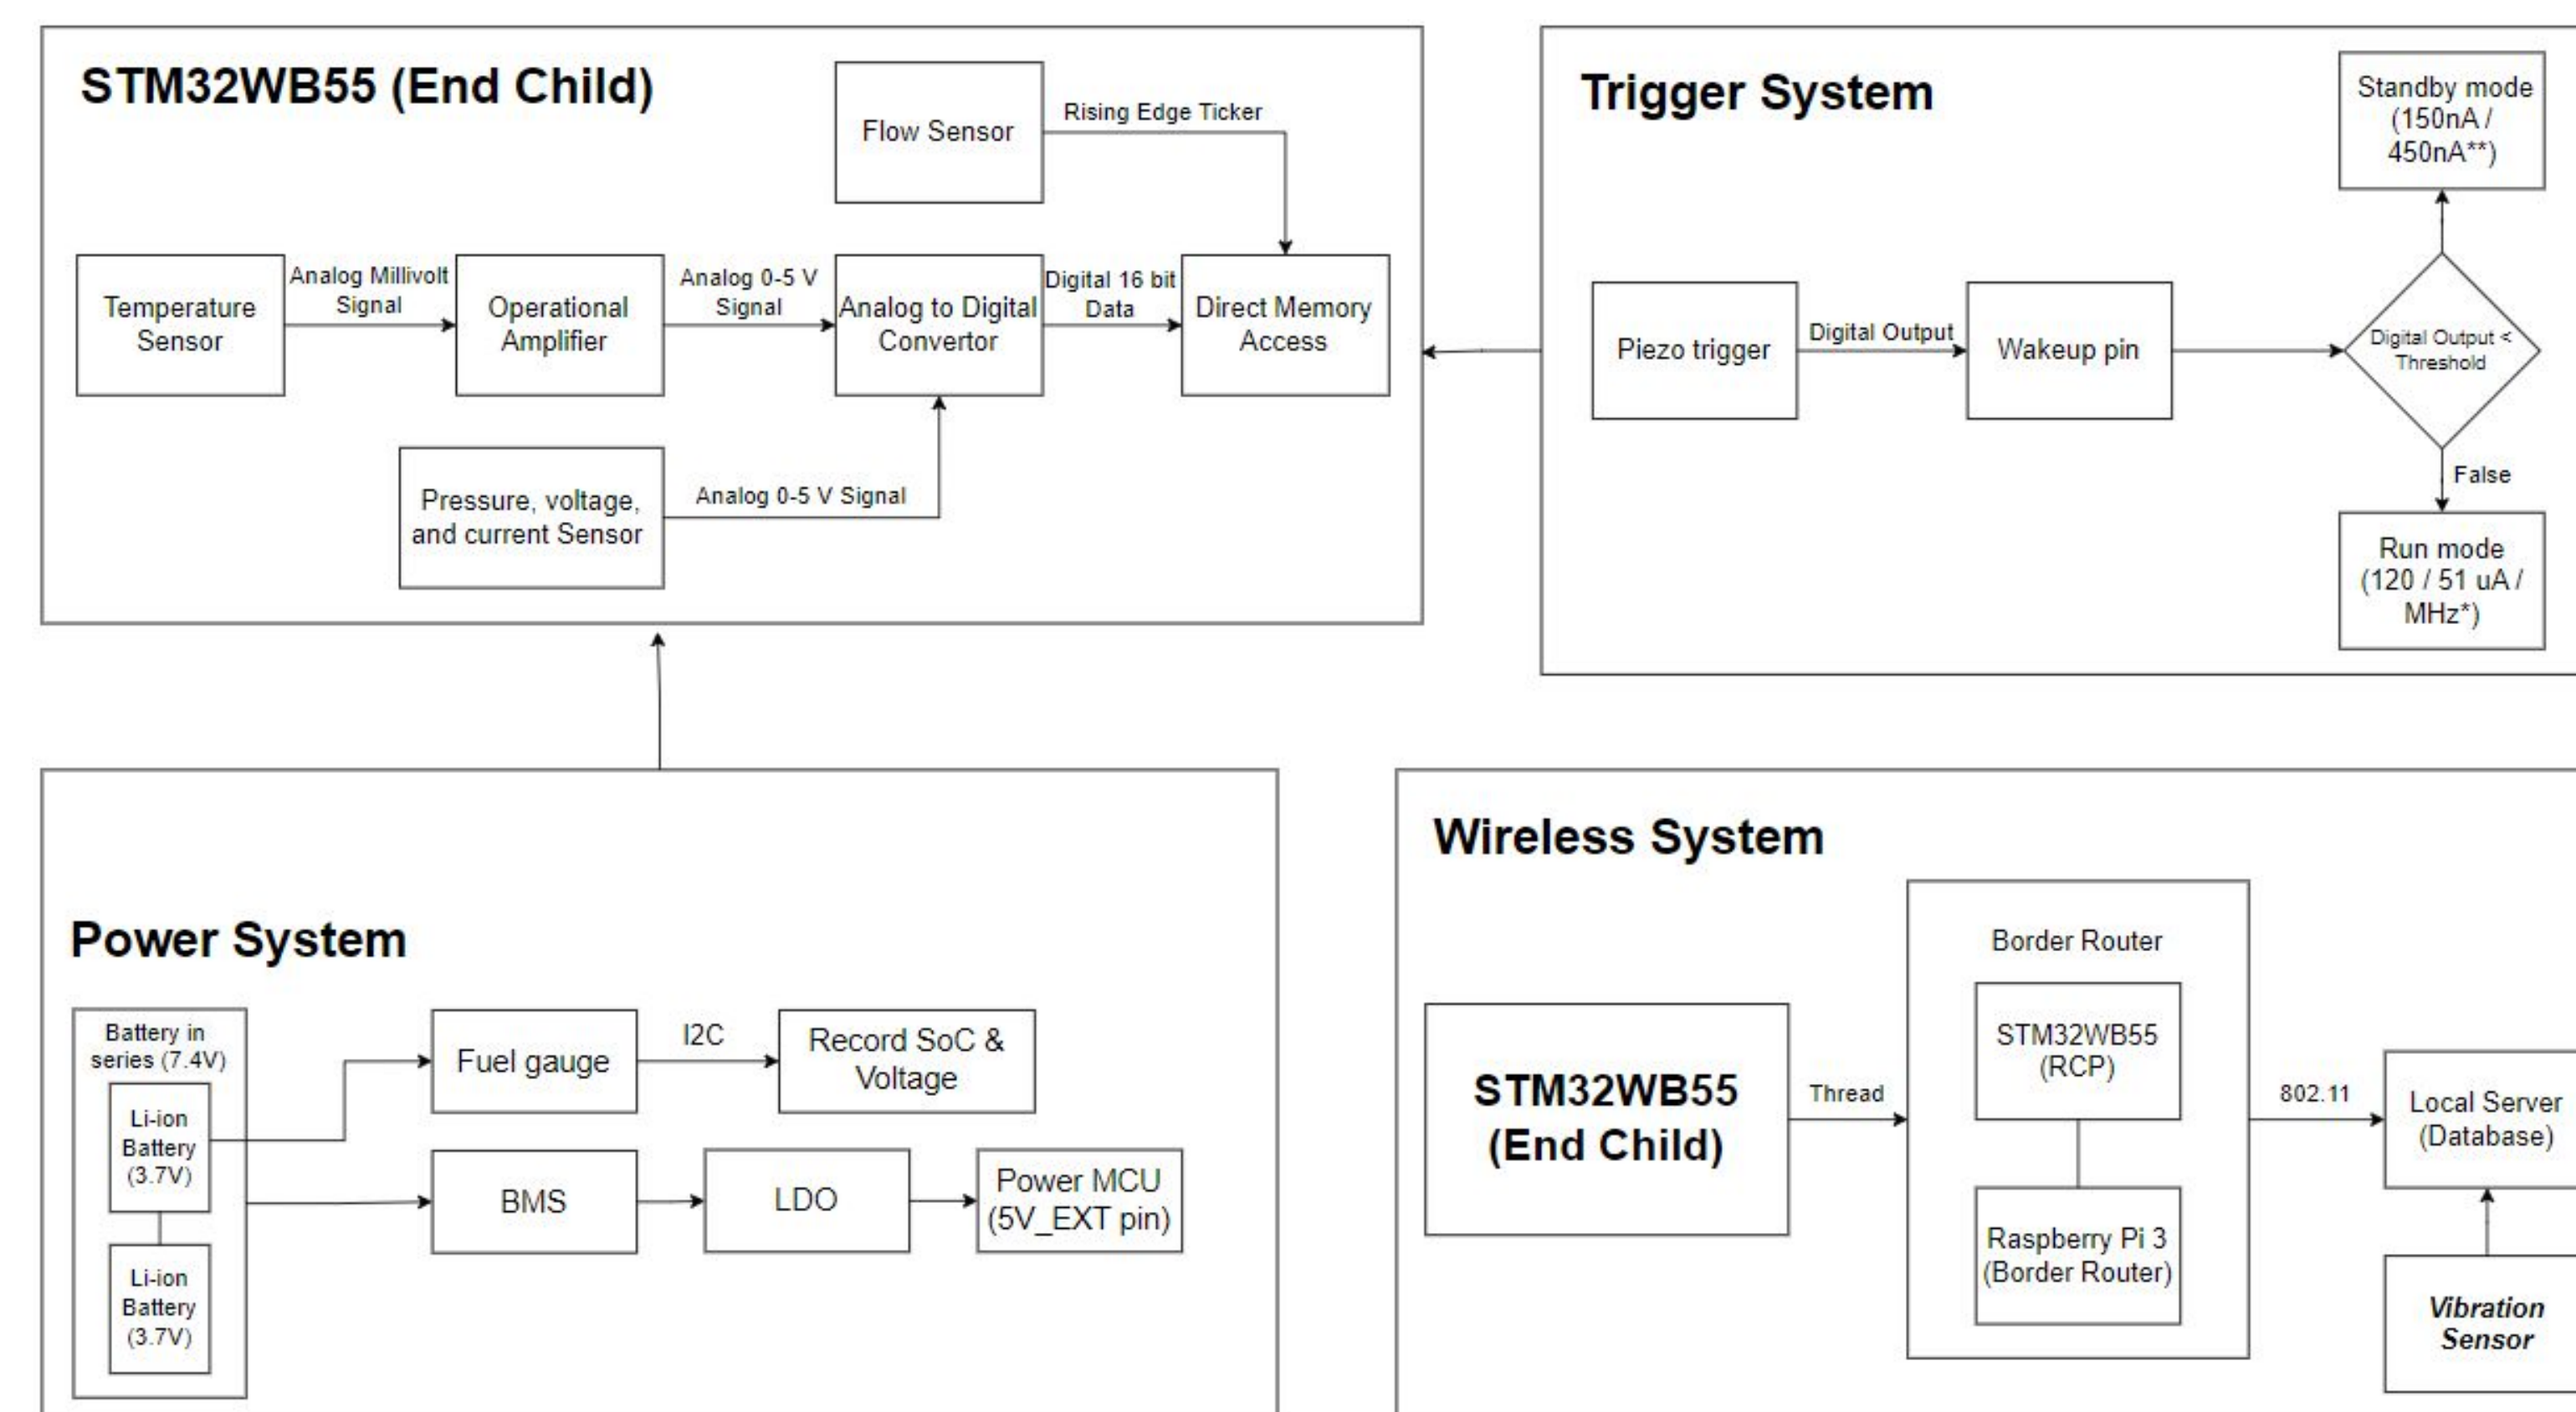 STM32WB55 (End Child)
Flow Sensor
Rising Edge Ticker
Temperature
Sensor
Analog Millivolt
Signal
Operational
Amplifier
Analog 0-5 V
Signal
Analog to Digital
Convertor
Digital 16 bit
Data
Direct Memory
Access
Pressure, voltage,
and current Sensor
Analog 0-5 V Signal
Trigger System
Standby mode
(150nA /
450nA**)
Piezo trigger
Digital Output
Wakeup pin
Digital Output <
Threshold
False
Run mode
(120 / 51 uA /
MHz*)
Power System
Battery in
series (7.4V)
Li-ion
Battery
(3.7V)
Li-ion
Battery
(3.7V)
Fuel gauge
I2C
Record SoC &
Voltage
BMS
LDO
Power MCU
(5V_EXT pin)
Wireless System
STM32WB55
(End Child)
Thread
Border Router
STM32WB55
(RCP)
Raspberry Pi 3
(Border Router)
802.11
Local Server
(Database)
Vibration
Sensor